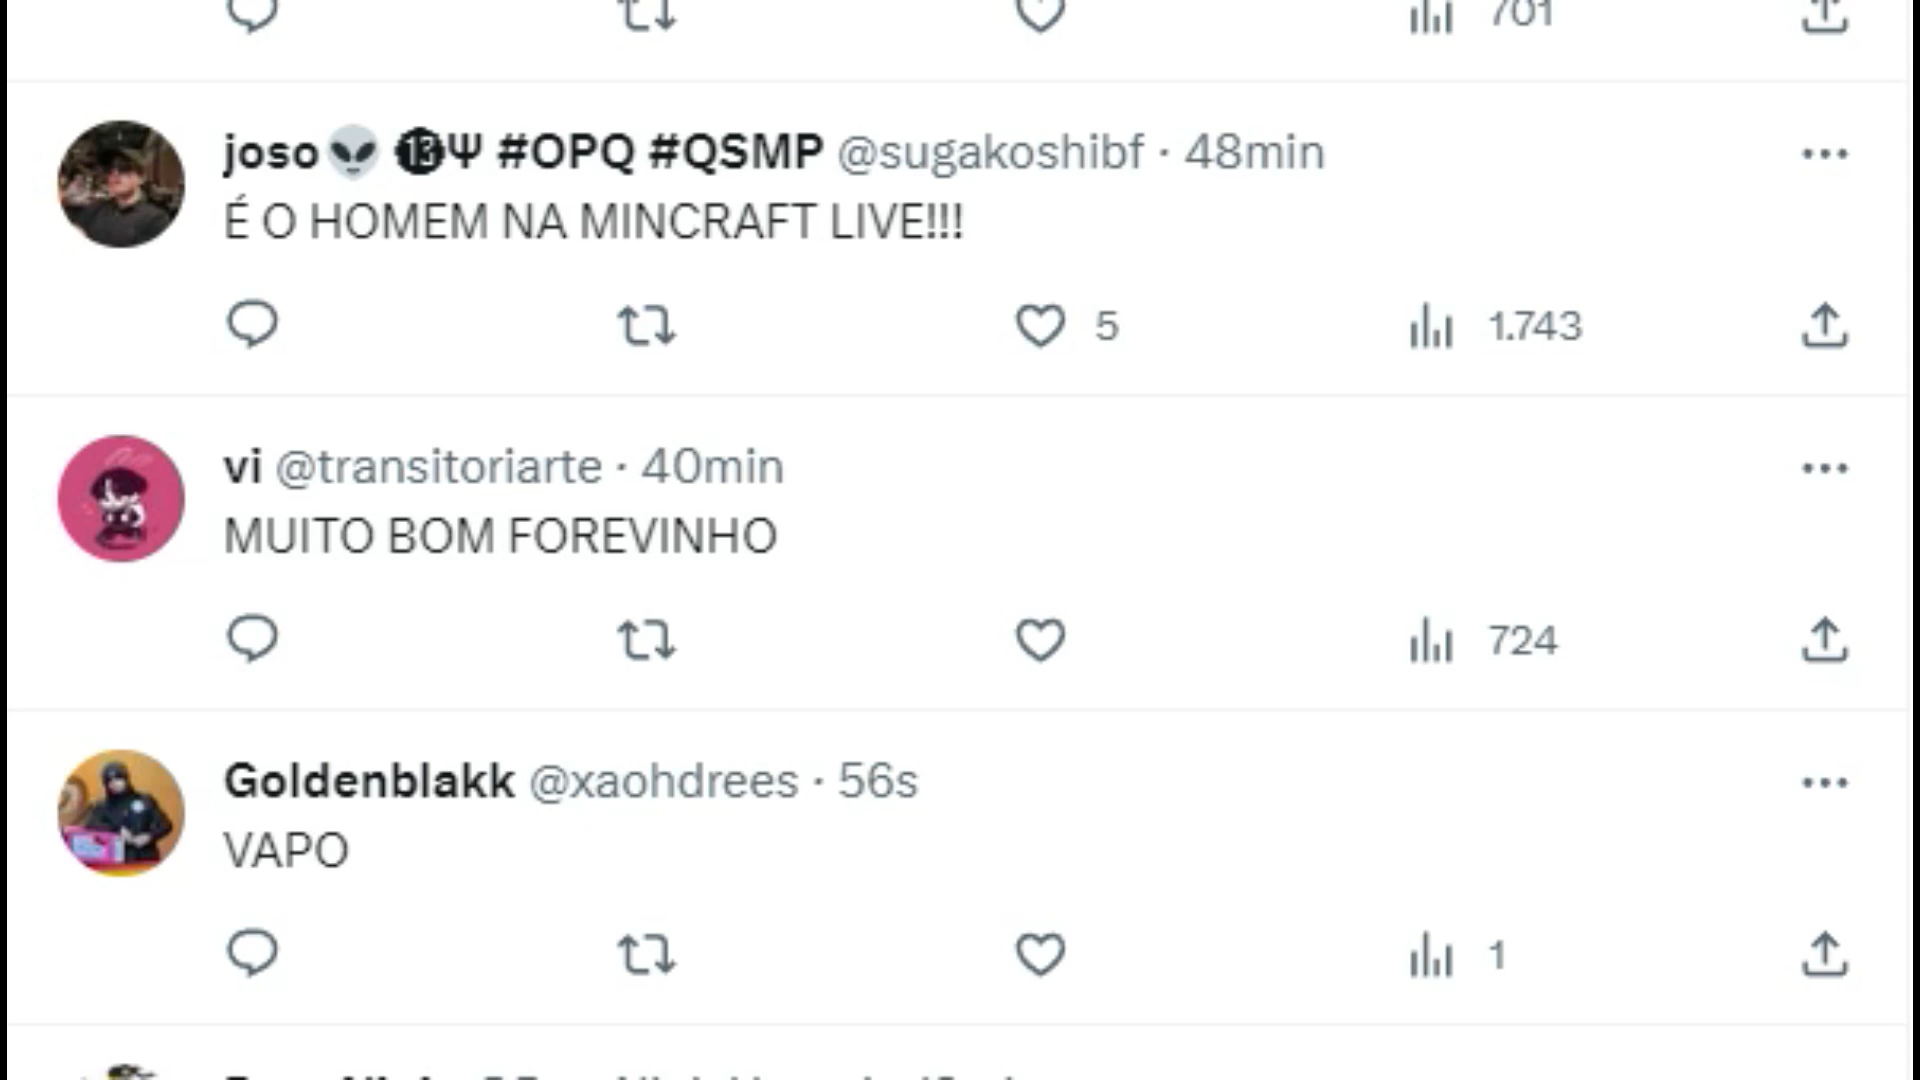 701
joso👽 ⓭Ψ #OPQ #QSMP @sugakoshibf · 48min
É O HOMEM NA MINCRAFT LIVE!!!
5 1.743
vi @transitoriarte · 40min
MUITO BOM FOREVINHO
724
Goldenblakk @xaohdrees · 56s
VAPO
1